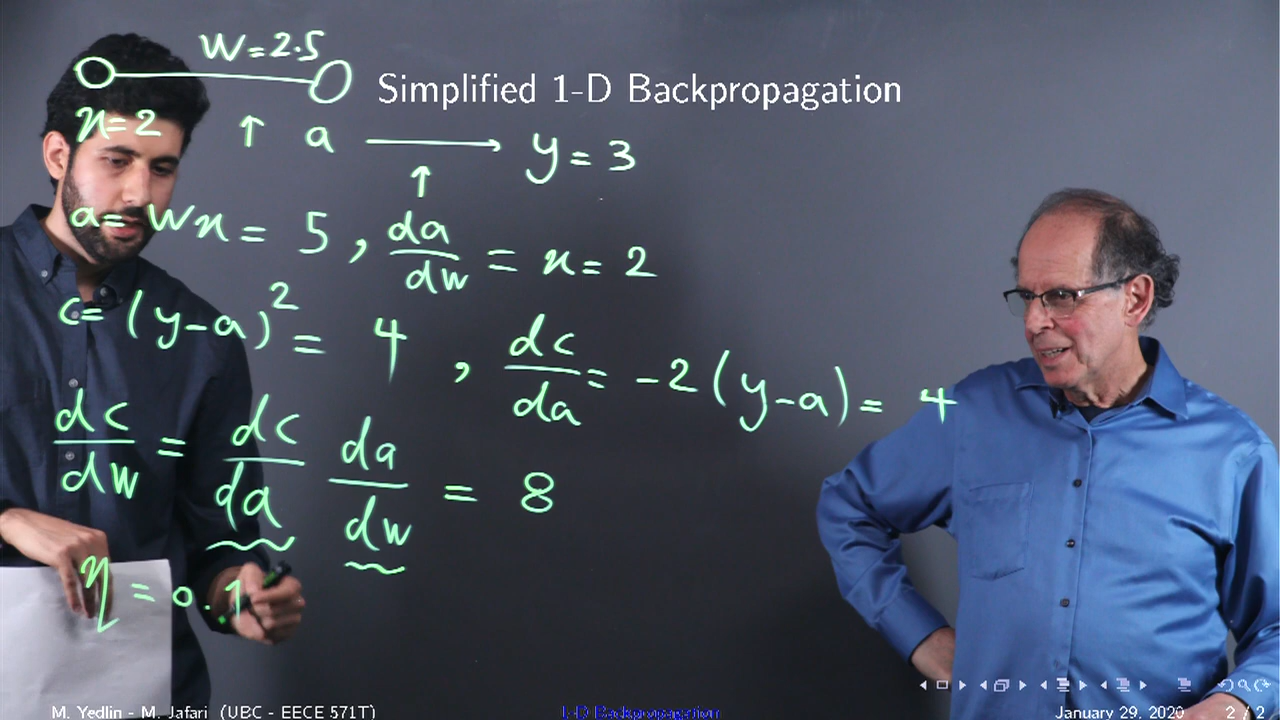 w=2.5
Simplified 1-D Backpropagation
x=2 ↑ a → y=3
↑
a= wx = 5 , da/dw = x = 2
c= (y-a)² = 4 , dc/da = -2(y-a) = 4
dc/dw = dc/da da/dw = 8
η = 0.1
M. Yedlin - M. Jafari (UBC - EECE 571T) 1-D Backpropagation January 29, 2020 2 / 2